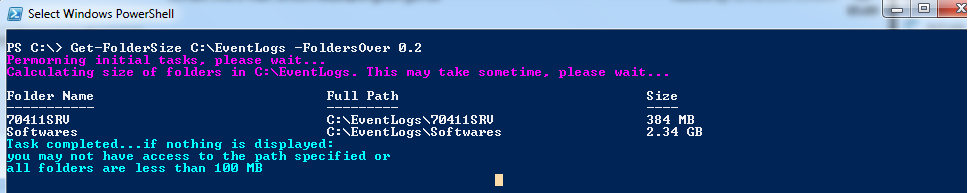 Select Windows PowerShell
PS C:\> Get-FolderSize C:\EventLogs -FoldersOver 0.2
Permorning initial tasks, please wait...
Calculating size of folders in C:\EventLogs. This may take sometime, please wait...
Folder Name Full Path Size
----------- --------- ----
70411SRV C:\EventLogs\70411SRV 384 MB
Softwares C:\EventLogs\Softwares 2.34 GB
Task completed...if nothing is displayed:
you may not have access to the path specified or
all folders are less than 100 MB